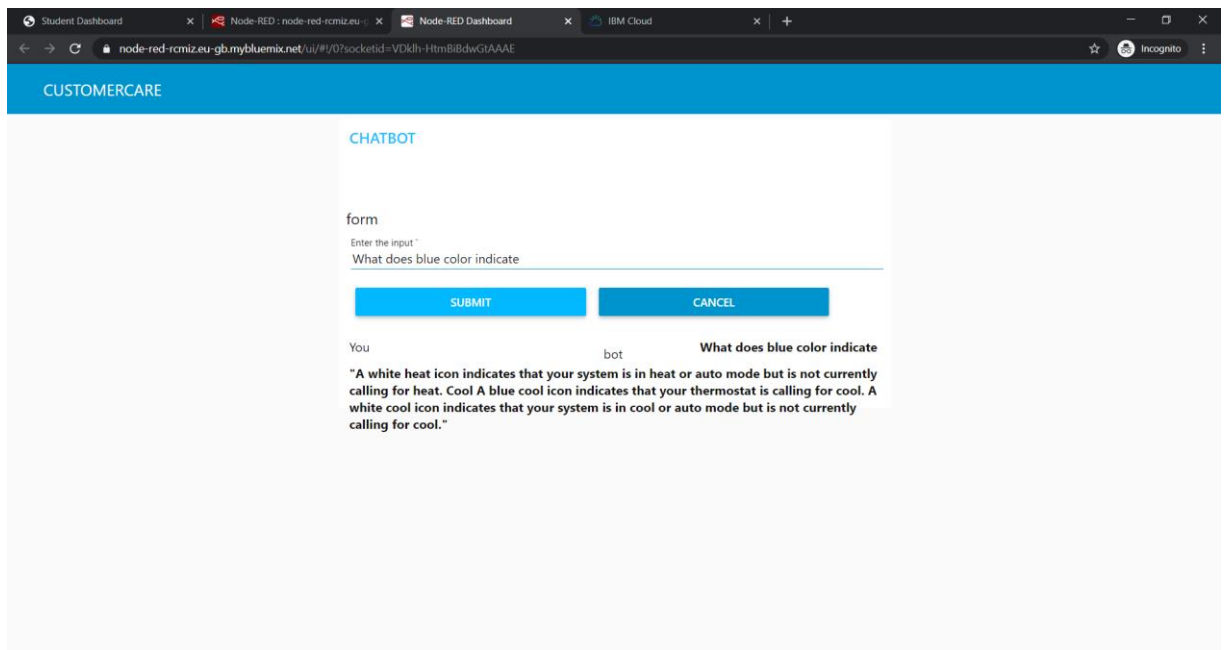 Student Dashboard
Node-RED : node-red-rcmiz.eu-g
Node-RED Dashboard
IBM Cloud
node-red-rcmiz.eu-gb.mybluemix.net/ui/#!/0?socketid=VDklh-HtmBiBdwGtAAAE
Incognito
CUSTOMERCARE
CHATBOT
form
Enter the input *
What does blue color indicate
SUBMIT CANCEL
You
bot
What does blue color indicate
"A white heat icon indicates that your system is in heat or auto mode but is not currently
calling for heat. Cool A blue cool icon indicates that your thermostat is calling for cool. A
white cool icon indicates that your system is in cool or auto mode but is not currently
calling for cool."